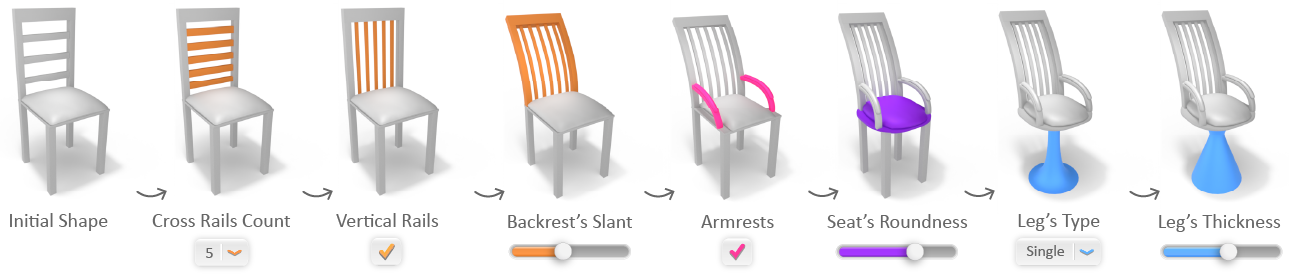 Initial Shape
Cross Rails Count
Vertical Rails
Backrest's Slant
Armrests
Seat's Roundness
Leg's Type
Leg's Thickness
5
Single